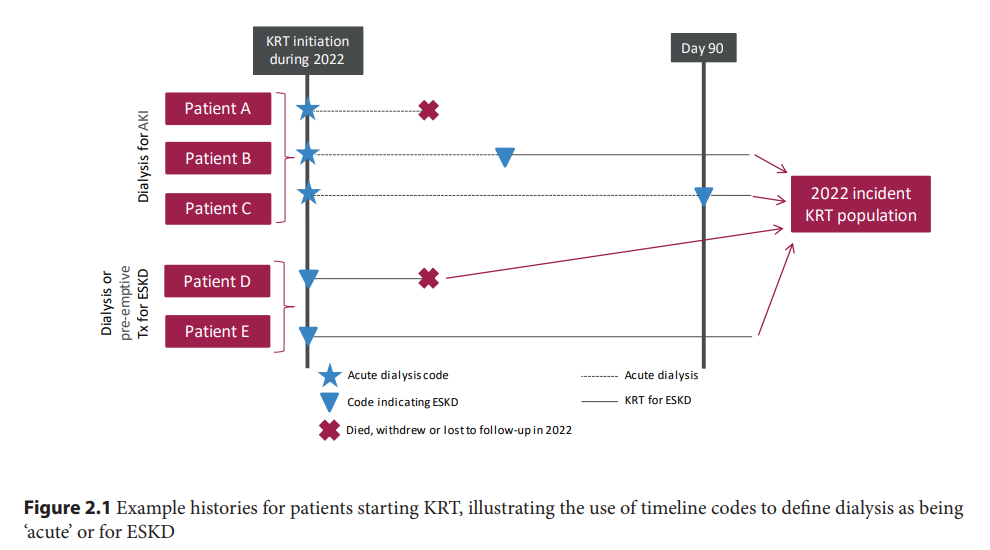 KRT initiation
during 2022
Day 90
Dialysis for AKI
Patient A
Patient B
Patient C
2022 incident
KRT population
Dialysis or
pre-emptive
Tx for ESKD
Patient D
Patient E
Acute dialysis code
Acute dialysis
Code indicating ESKD
KRT for ESKD
Died, withdrew or lost to follow-up in 2022
Figure 2.1 Example histories for patients starting KRT, illustrating the use of timeline codes to define dialysis as being
‘acute’ or for ESKD